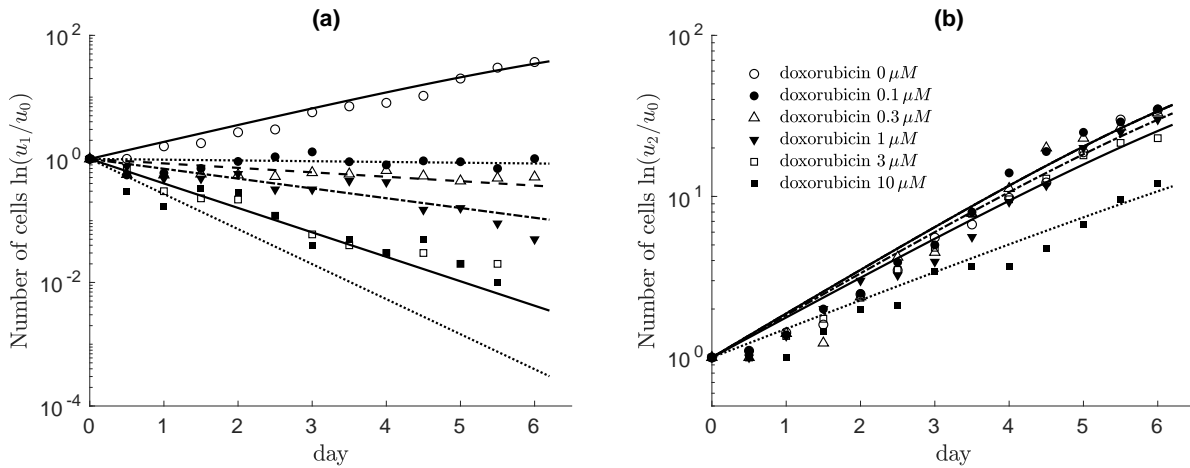 (a)
10^2
10^0
10^-2
10^-4
Number of cells ln(u_1/u_0)
0 1 2 3 4 5 6
day
(b)
10^2
10^1
10^0
Number of cells ln(u_2/u_0)
doxorubicin 0 μM
doxorubicin 0.1 μM
doxorubicin 0.3 μM
doxorubicin 1 μM
doxorubicin 3 μM
doxorubicin 10 μM
0 1 2 3 4 5 6
day